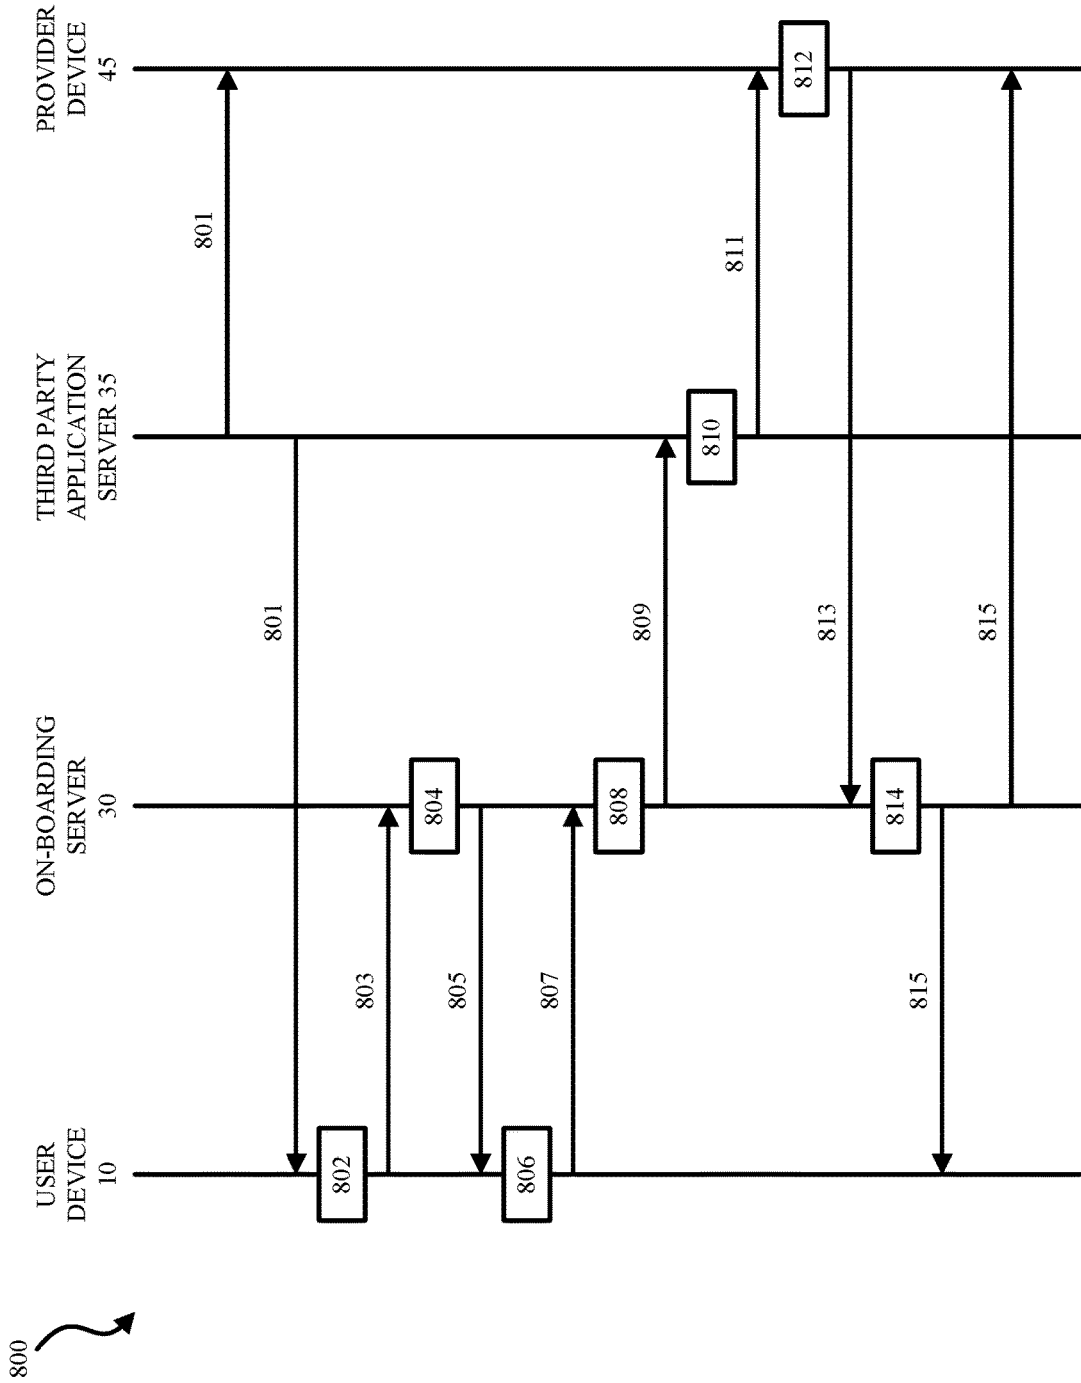 800
USER
DEVICE
10
ON-BOARDING
SERVER
30
THIRD PARTY
APPLICATION
SERVER 35
PROVIDER
DEVICE
45
801
801
802
803
804
805
806
807
808
809
810
811
812
813
814
815
815